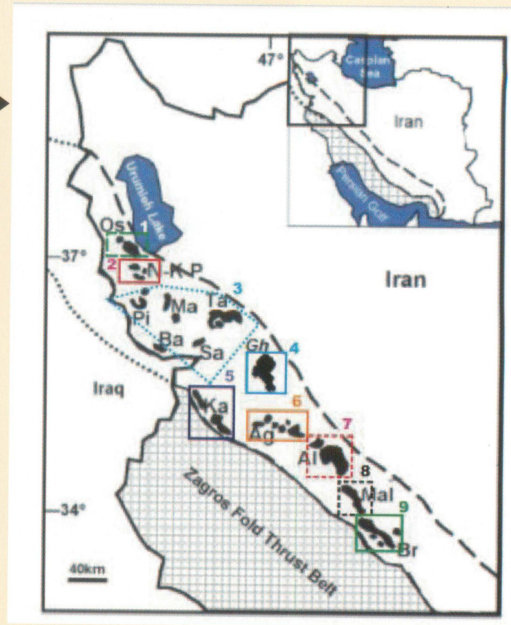 47°
Caspian
Sea
Iran
Persian Gulf
Urumieh Lake
Os 1
37°
2 N-K-P
3
Pi Ma Ta
Ba Sa
Gh 4
Iran
Iraq
5
Ka
6
Ag
7
Al
8
Mal
34°
9
Br
Zagros Fold Thrust Belt
40km